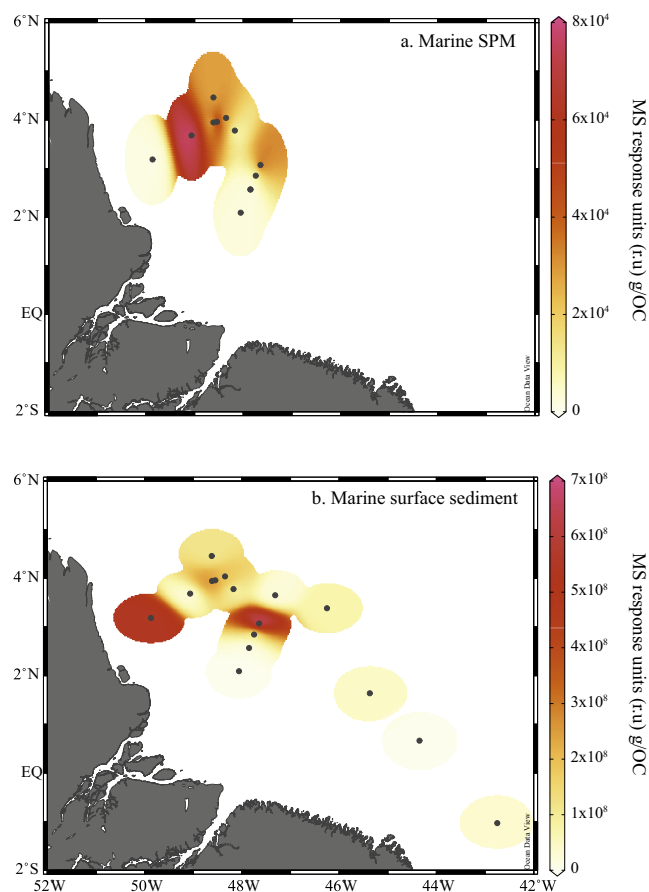 a. Marine SPM
6°N
4°N
2°N
EQ
2°S
Ocean Data View
8x10⁴
6x10⁴
4x10⁴
2x10⁴
0
MS response units (r.u) g/OC
b. Marine surface sediment
6°N
4°N
2°N
EQ
2°S
52W
50W
48W
46W
44W
42W
Ocean Data View
7x10⁸
6x10⁸
5x10⁸
4x10⁸
3x10⁸
2x10⁸
1x10⁸
0
MS response units (r.u) g/OC